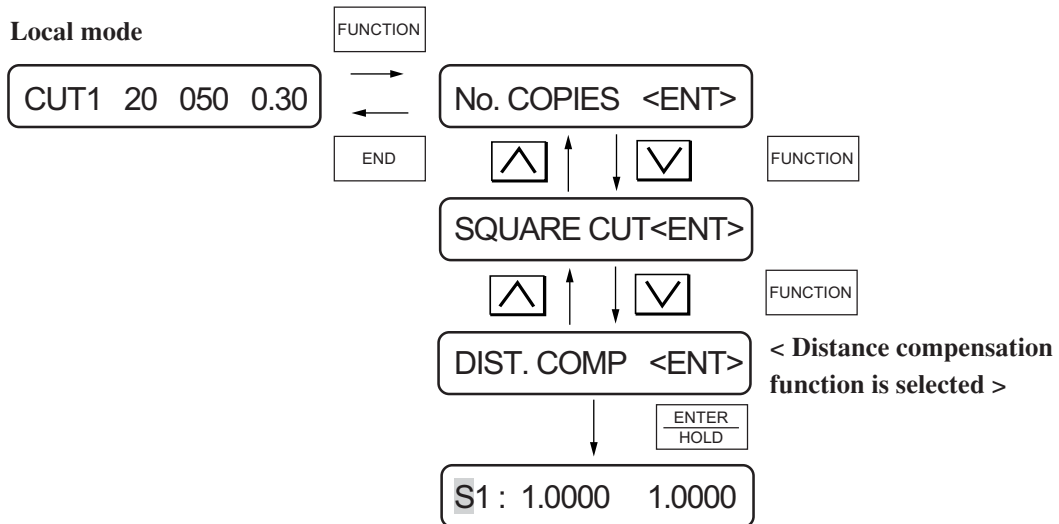 Local mode
FUNCTION
CUT1 20 050 0.30
No. COPIES <ENT>
END
FUNCTION
SQUARE CUT<ENT>
FUNCTION
DIST. COMP <ENT>
< Distance compensation
function is selected >
ENTER
HOLD
S1 : 1.0000 1.0000